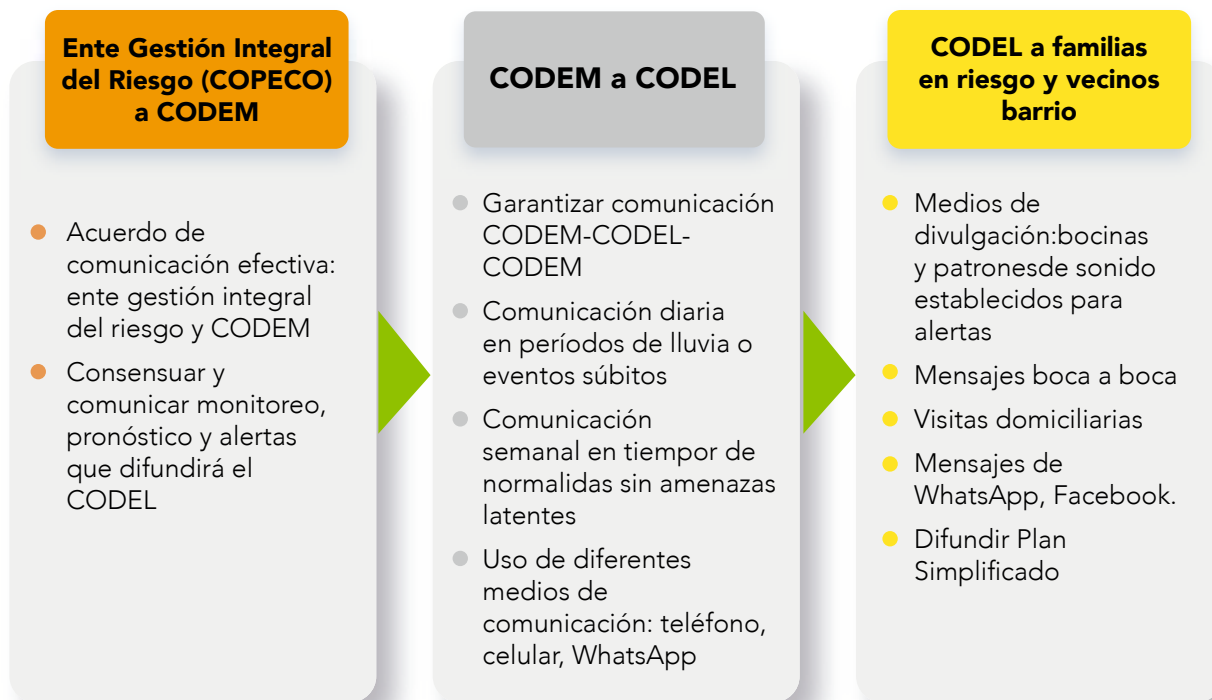 Ente Gestión Integral
del Riesgo (COPECO)
a CODEM
Acuerdo de
comunicación efectiva:
ente gestión integral
del riesgo y CODEM
Consensuar y
comunicar monitoreo,
pronóstico y alertas
que difundirá el
CODEL
CODEM a CODEL
Garantizar comunicación
CODEM-CODEL-
CODEM
Comunicación diaria
en períodos de lluvia o
eventos súbitos
Comunicación
semanal en tiempor de
normalidas sin amenazas
latentes
Uso de diferentes
medios de
comunicación: teléfono,
celular, WhatsApp
CODEL a familias
en riesgo y vecinos
barrio
Medios de
divulgación:bocinas
y patronesde sonido
establecidos para
alertas
Mensajes boca a boca
Visitas domiciliarias
Mensajes de
WhatsApp, Facebook.
Difundir Plan
Simplificado